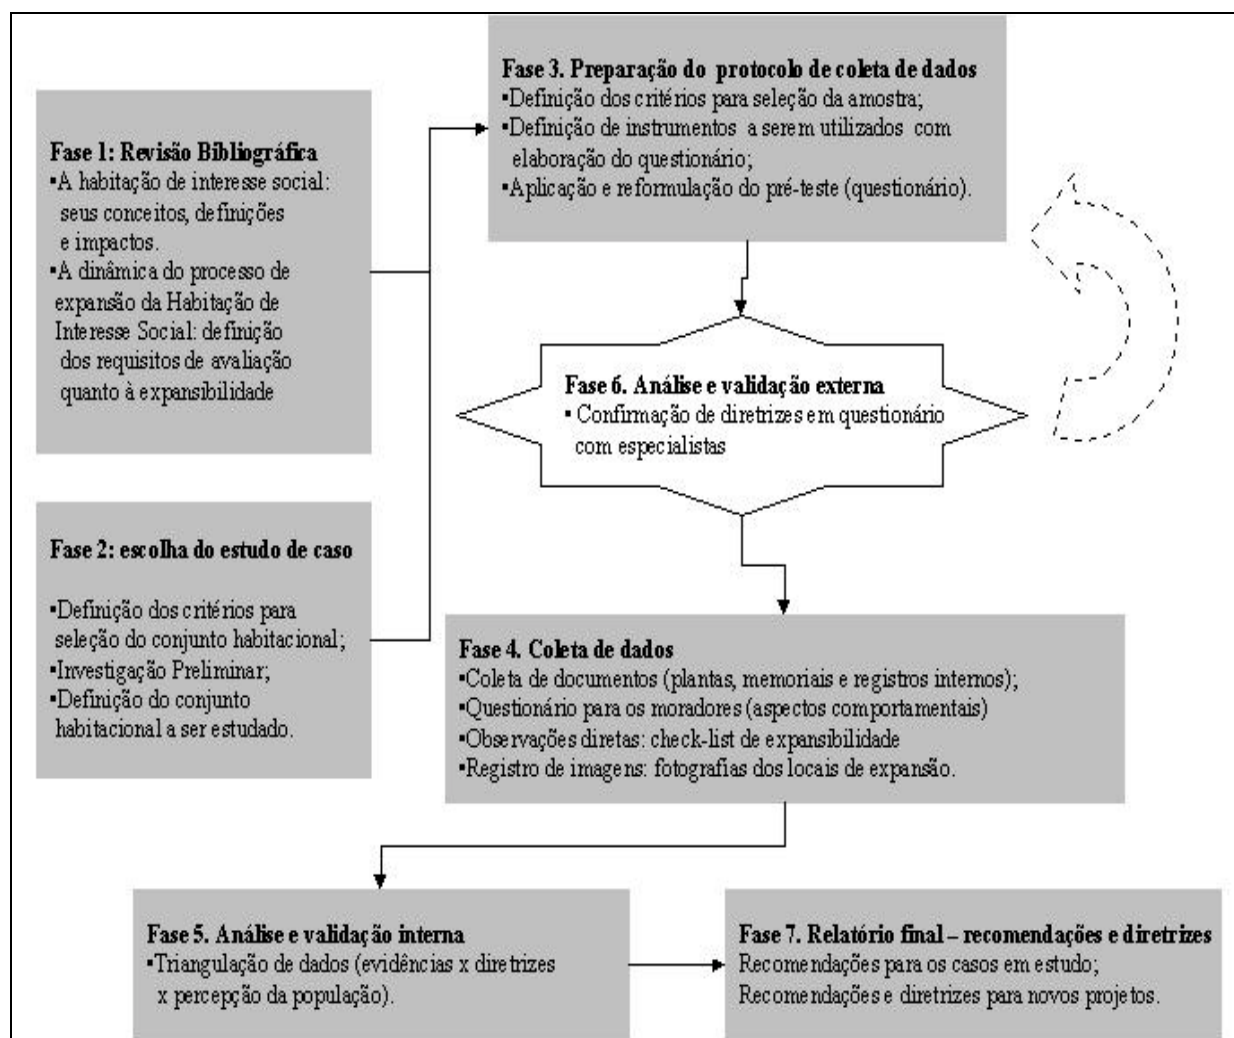 Fase 1: Revisão Bibliográfica
▪A habitação de interesse social:
seus conceitos, definições
e impactos.
▪A dinâmica do processo de
expansão da Habitação de
Interesse Social: definição
dos requisitos de avaliação
quanto à expansibilidade
Fase 2: escolha do estudo de caso
▪Definição dos critérios para
seleção do conjunto habitacional;
▪Investigação Preliminar;
▪Definição do conjunto
habitacional a ser estudado.
Fase 3. Preparação do protocolo de coleta de dados
▪Definição dos critérios para seleção da amostra;
▪Definição de instrumentos a serem utilizados com
elaboração do questionário;
▪Aplicação e reformulação do pré-teste (questionário).
Fase 6. Análise e validação externa
▪ Confirmação de diretrizes em questionário
com especialistas
Fase 4. Coleta de dados
▪Coleta de documentos (plantas, memoriais e registros internos);
▪Questionário para os moradores (aspectos comportamentais)
▪Observações diretas: check-list de expansibilidade
▪Registro de imagens: fotografias dos locais de expansão.
Fase 5. Análise e validação interna
▪Triangulação de dados (evidências x diretrizes
x percepção da população).
Fase 7. Relatório final – recomendações e diretrizes
Recomendações para os casos em estudo;
Recomendações e diretrizes para novos projetos.